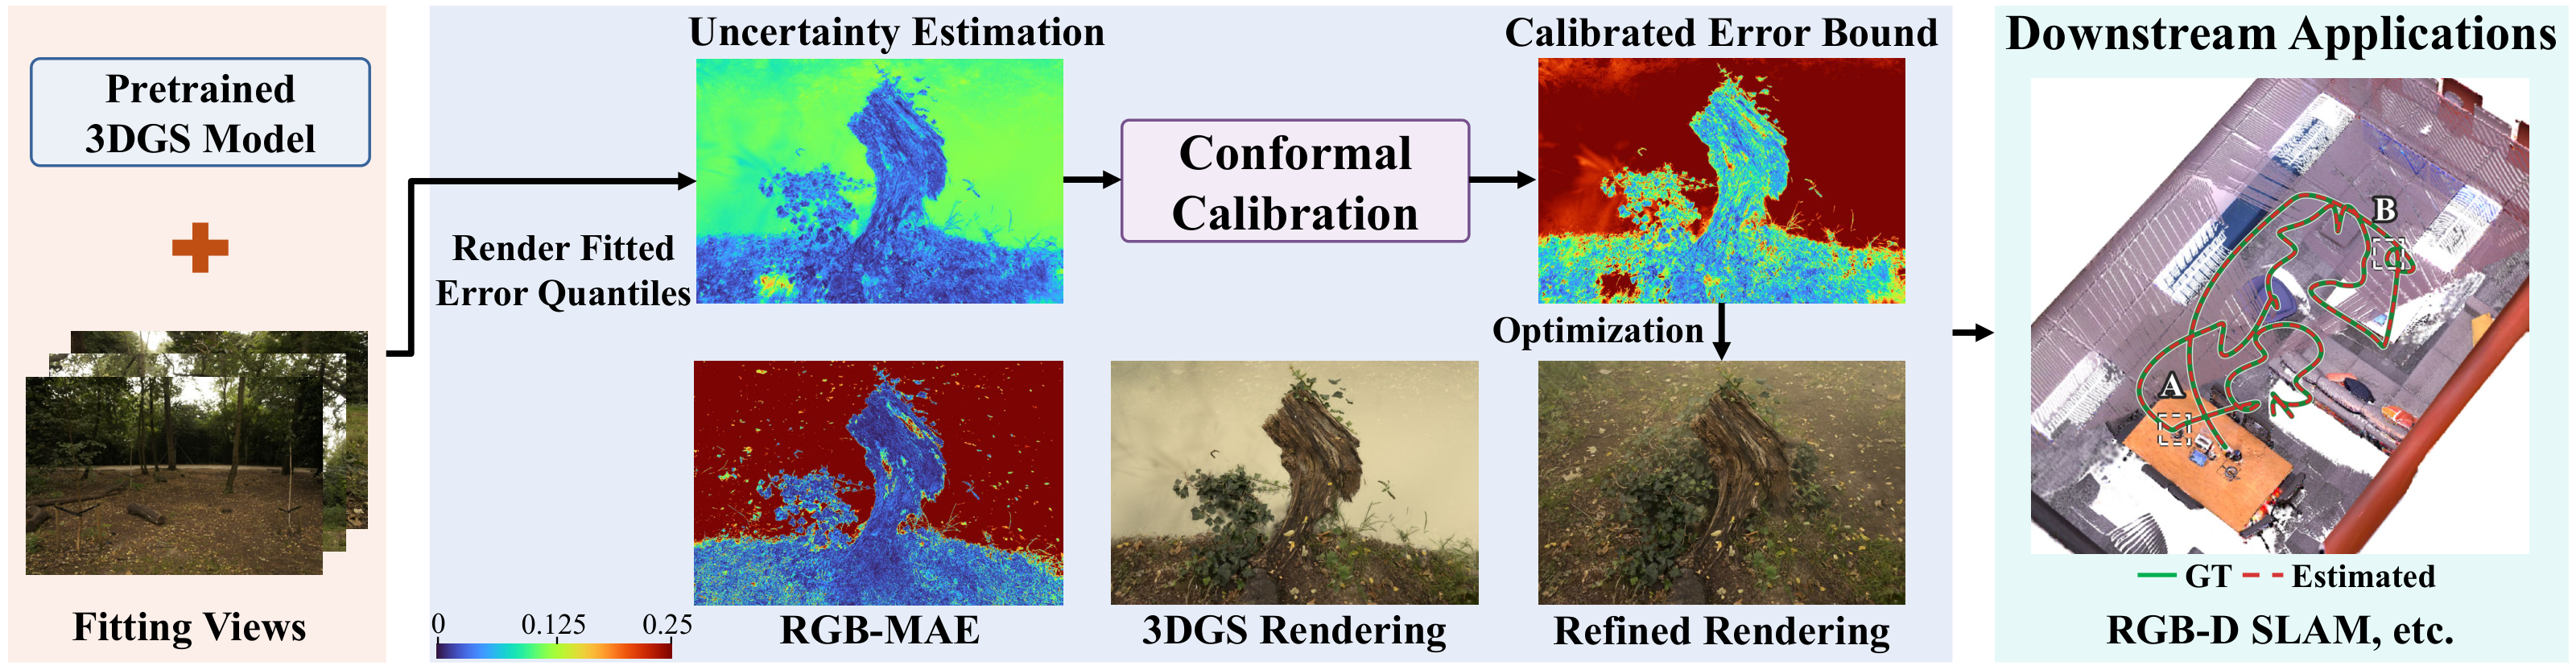 Pretrained
3DGS Model
Fitting Views
Render Fitted
Error Quantiles
Uncertainty Estimation
Conformal
Calibration
Calibrated Error Bound
Optimization
0 0.125 0.25
RGB-MAE
3DGS Rendering
Refined Rendering
Downstream Applications
B
A
GT Estimated
RGB-D SLAM, etc.